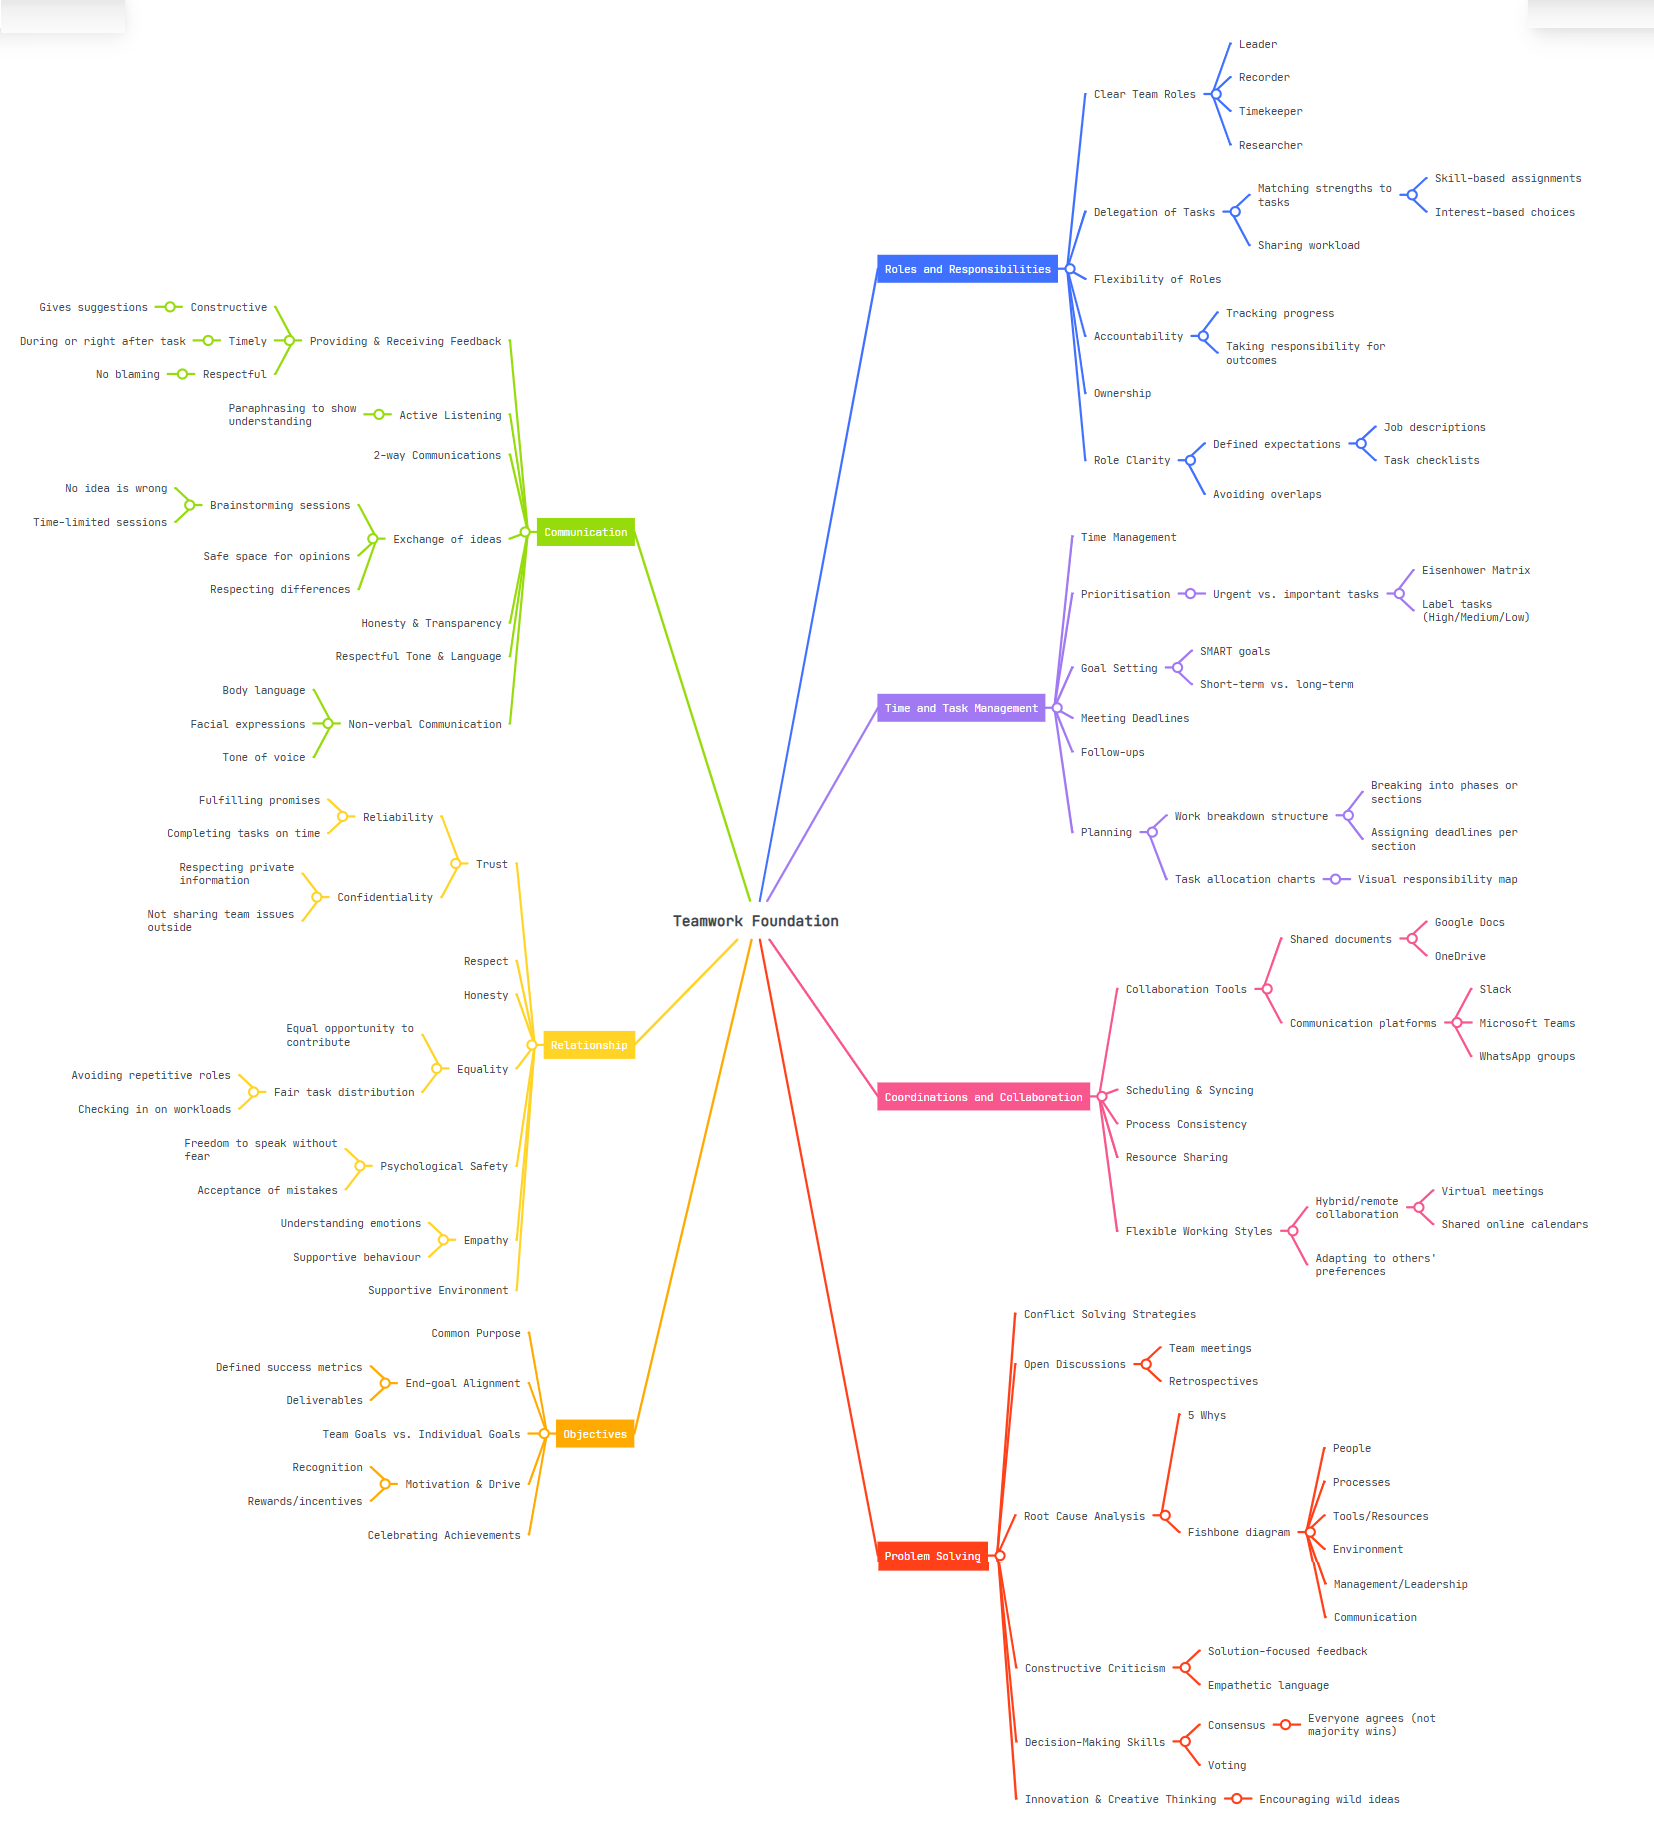 Teamwork Foundation
Roles and Responsibilities
Clear Team Roles
Leader
Recorder
Timekeeper
Researcher
Delegation of Tasks
Matching strengths to
tasks
Skill-based assignments
Interest-based choices
Sharing workload
Flexibility of Roles
Accountability
Tracking progress
Taking responsibility for
outcomes
Ownership
Role Clarity
Defined expectations
Job descriptions
Task checklists
Avoiding overlaps
Time and Task Management
Time Management
Prioritisation
Urgent vs. important tasks
Eisenhower Matrix
Label tasks
(High/Medium/Low)
Goal Setting
SMART goals
Short-term vs. long-term
Meeting Deadlines
Follow-ups
Planning
Work breakdown structure
Breaking into phases or
sections
Assigning deadlines per
section
Task allocation charts
Visual responsibility map
Coordinations and Collaboration
Collaboration Tools
Shared documents
Google Docs
OneDrive
Communication platforms
Slack
Microsoft Teams
WhatsApp groups
Scheduling & Syncing
Process Consistency
Resource Sharing
Flexible Working Styles
Hybrid/remote
collaboration
Virtual meetings
Shared online calendars
Adapting to others'
preferences
Problem Solving
Conflict Solving Strategies
Open Discussions
Team meetings
Retrospectives
Root Cause Analysis
5 Whys
Fishbone diagram
People
Processes
Tools/Resources
Environment
Management/Leadership
Communication
Constructive Criticism
Solution-focused feedback
Empathetic language
Decision-Making Skills
Consensus
Everyone agrees (not
majority wins)
Voting
Innovation & Creative Thinking
Encouraging wild ideas
Communication
Providing & Receiving Feedback
Constructive
Gives suggestions
Timely
During or right after task
Respectful
No blaming
Active Listening
Paraphrasing to show
understanding
2-way Communications
Exchange of ideas
Brainstorming sessions
No idea is wrong
Time-limited sessions
Safe space for opinions
Respecting differences
Honesty & Transparency
Respectful Tone & Language
Non-verbal Communication
Body language
Facial expressions
Tone of voice
Relationship
Trust
Reliability
Fulfilling promises
Completing tasks on time
Confidentiality
Respecting private
information
Not sharing team issues
outside
Respect
Honesty
Equality
Equal opportunity to
contribute
Fair task distribution
Avoiding repetitive roles
Checking in on workloads
Psychological Safety
Freedom to speak without
fear
Acceptance of mistakes
Empathy
Understanding emotions
Supportive behaviour
Supportive Environment
Objectives
Common Purpose
End-goal Alignment
Defined success metrics
Deliverables
Team Goals vs. Individual Goals
Motivation & Drive
Recognition
Rewards/incentives
Celebrating Achievements